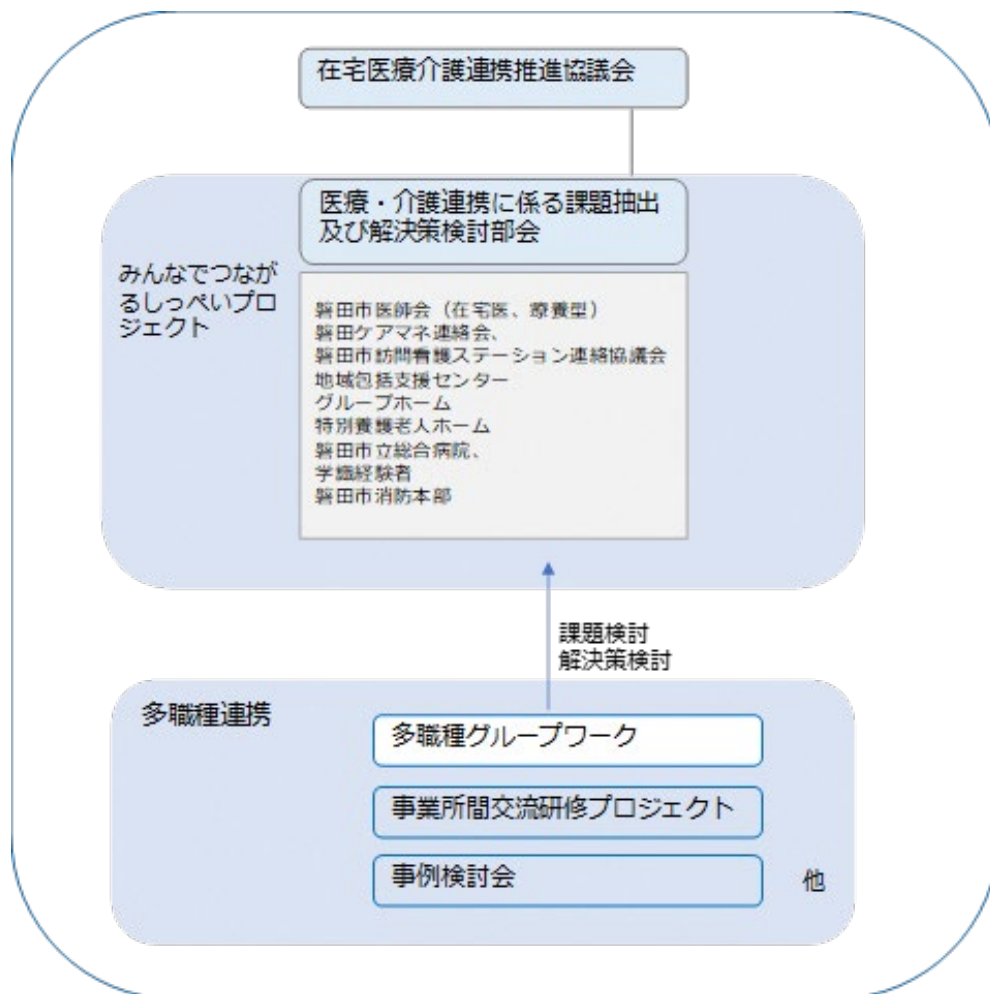 在宅医療介護連携推進協議会
医療・介護連携に係る課題抽出
及び解決策検討部会
みんなでつなが
るしっぺいプロ
ジェクト
磐田市医師会（在宅医、療養型）
磐田ケアマネ連絡会、
磐田市訪問看護ステーション連絡協議会
地域包括支援センター
グループホーム
特別養護老人ホーム
磐田市立総合病院、
学識経験者
磐田市消防本部
課題検討
解決策検討
多職種連携
多職種グループワーク
事業所間交流研修プロジェクト
事例検討会
他